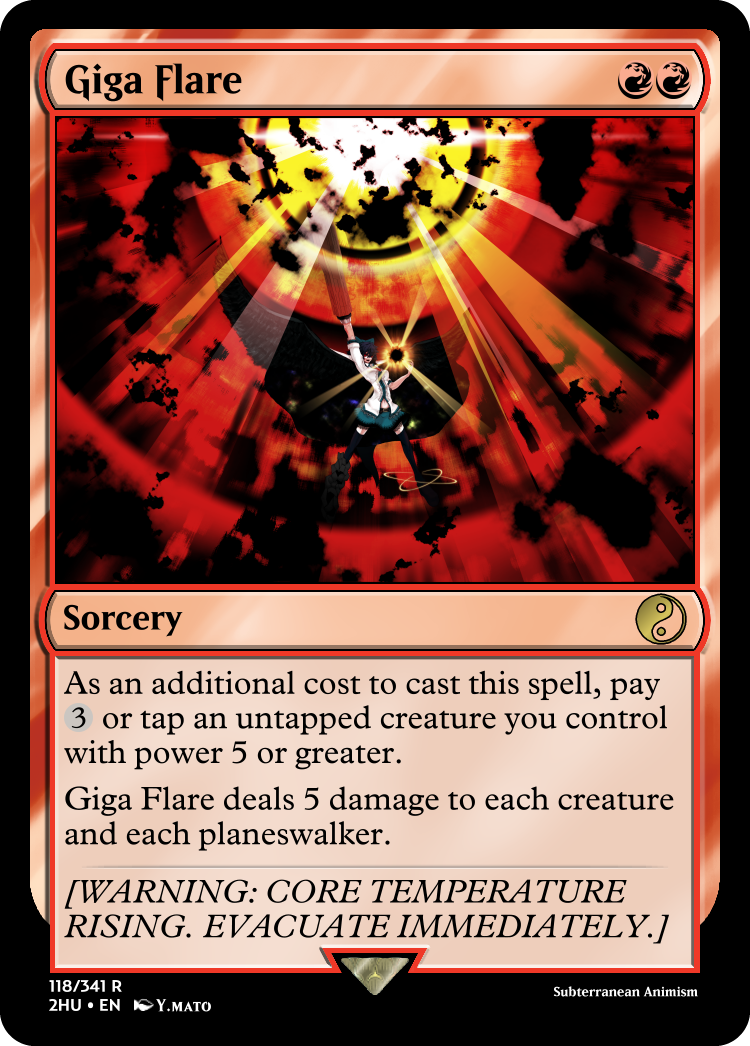 Giga Flare
Sorcery
As an additional cost to cast this spell, pay
3 or tap an untapped creature you control
with power 5 or greater.
Giga Flare deals 5 damage to each creature
and each planeswalker.
[WARNING: CORE TEMPERATURE
RISING. EVACUATE IMMEDIATELY.]
118/341 R
2HU • EN Y.MATO
Subterranean Animism